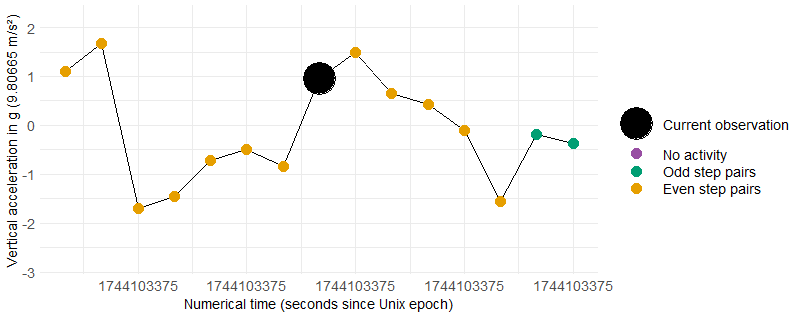 Vertical acceleration in g (9.80665 m/s²)
2
1
0
-1
-2
-3
1744103375 1744103375 1744103375 1744103375 1744103375
Numerical time (seconds since Unix epoch)
Current observation
No activity
Odd step pairs
Even step pairs